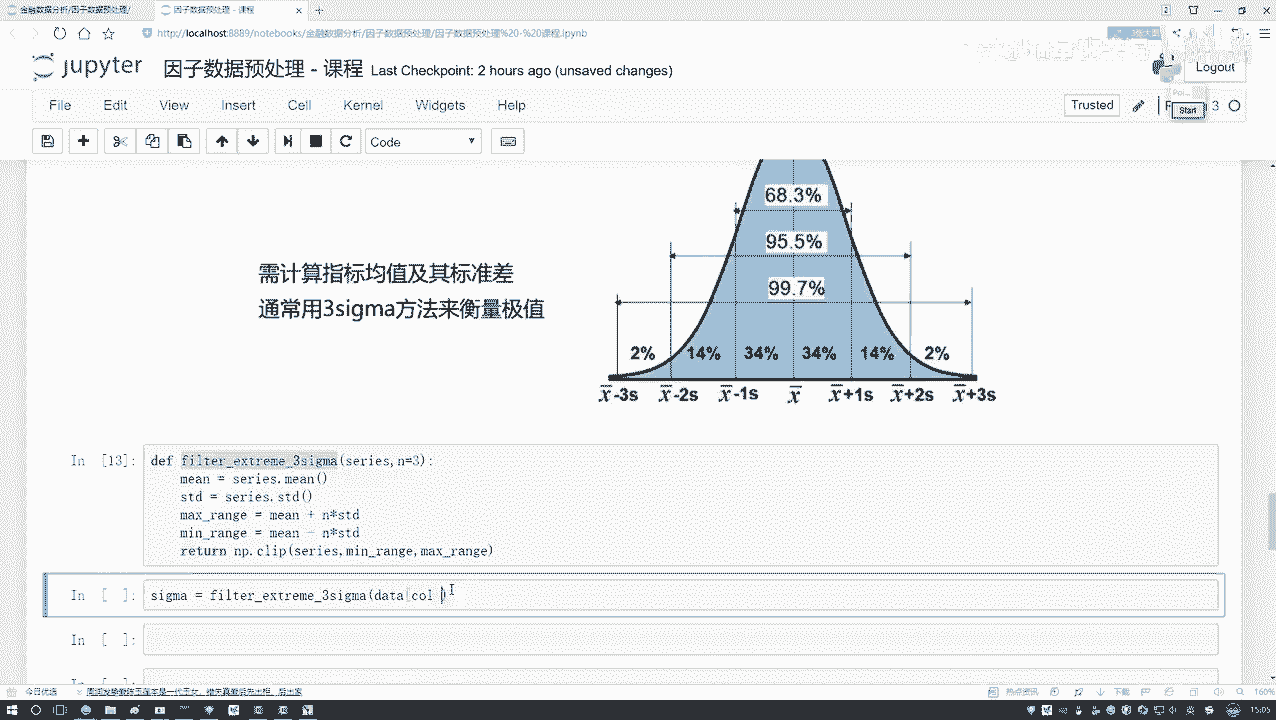 金融数据分析/因子数据预处理/
因子数据预处理 - 课程
http://localhost:8889/notebooks/金融数据分析/因子数据预处理/因子数据预处理%20-%20课程.ipynb
jupyter 因子数据预处理 - 课程 Last Checkpoint: 2 hours ago (unsaved changes)
Logout
File Edit View Insert Cell Kernel Widgets Help
Trusted
3
Start
Code
68.3%
95.5%
99.7%
需计算指标均值及其标准差
通常用3sigma方法来衡量极值
2% 14% 34% 34% 14% 2%
x̅-3s x̅-2s x̅-1s x̅ x̅+1s x̅+2s x̅+3s
In [13]:
def filter_extreme_3sigma(series,n=3):
mean = series.mean()
std = series.std()
max_range = mean + n*std
min_range = mean - n*std
return np.clip(series,min_range,max_range)
In [ ]:
sigma = filter_extreme_3sigma(data[col])
In [ ]:
今日优选
热点资讯
下载
160%
15:05